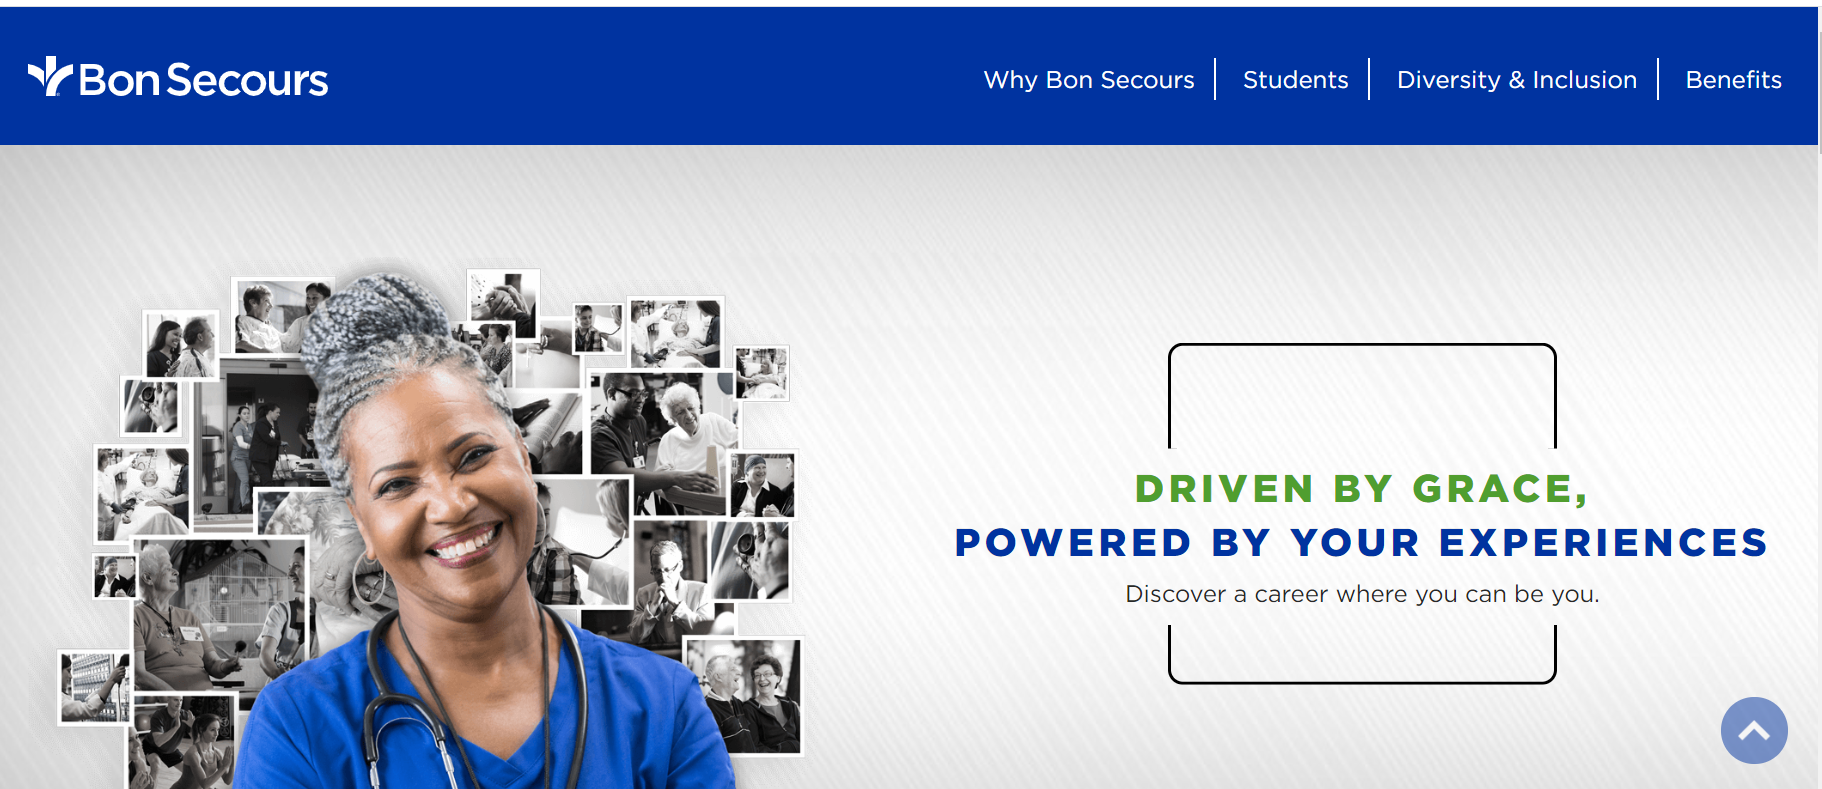 Bon Secours
Why Bon Secours
Students
Diversity & Inclusion
Benefits
DRIVEN BY GRACE,
POWERED BY YOUR EXPERIENCES
Discover a career where you can be you.